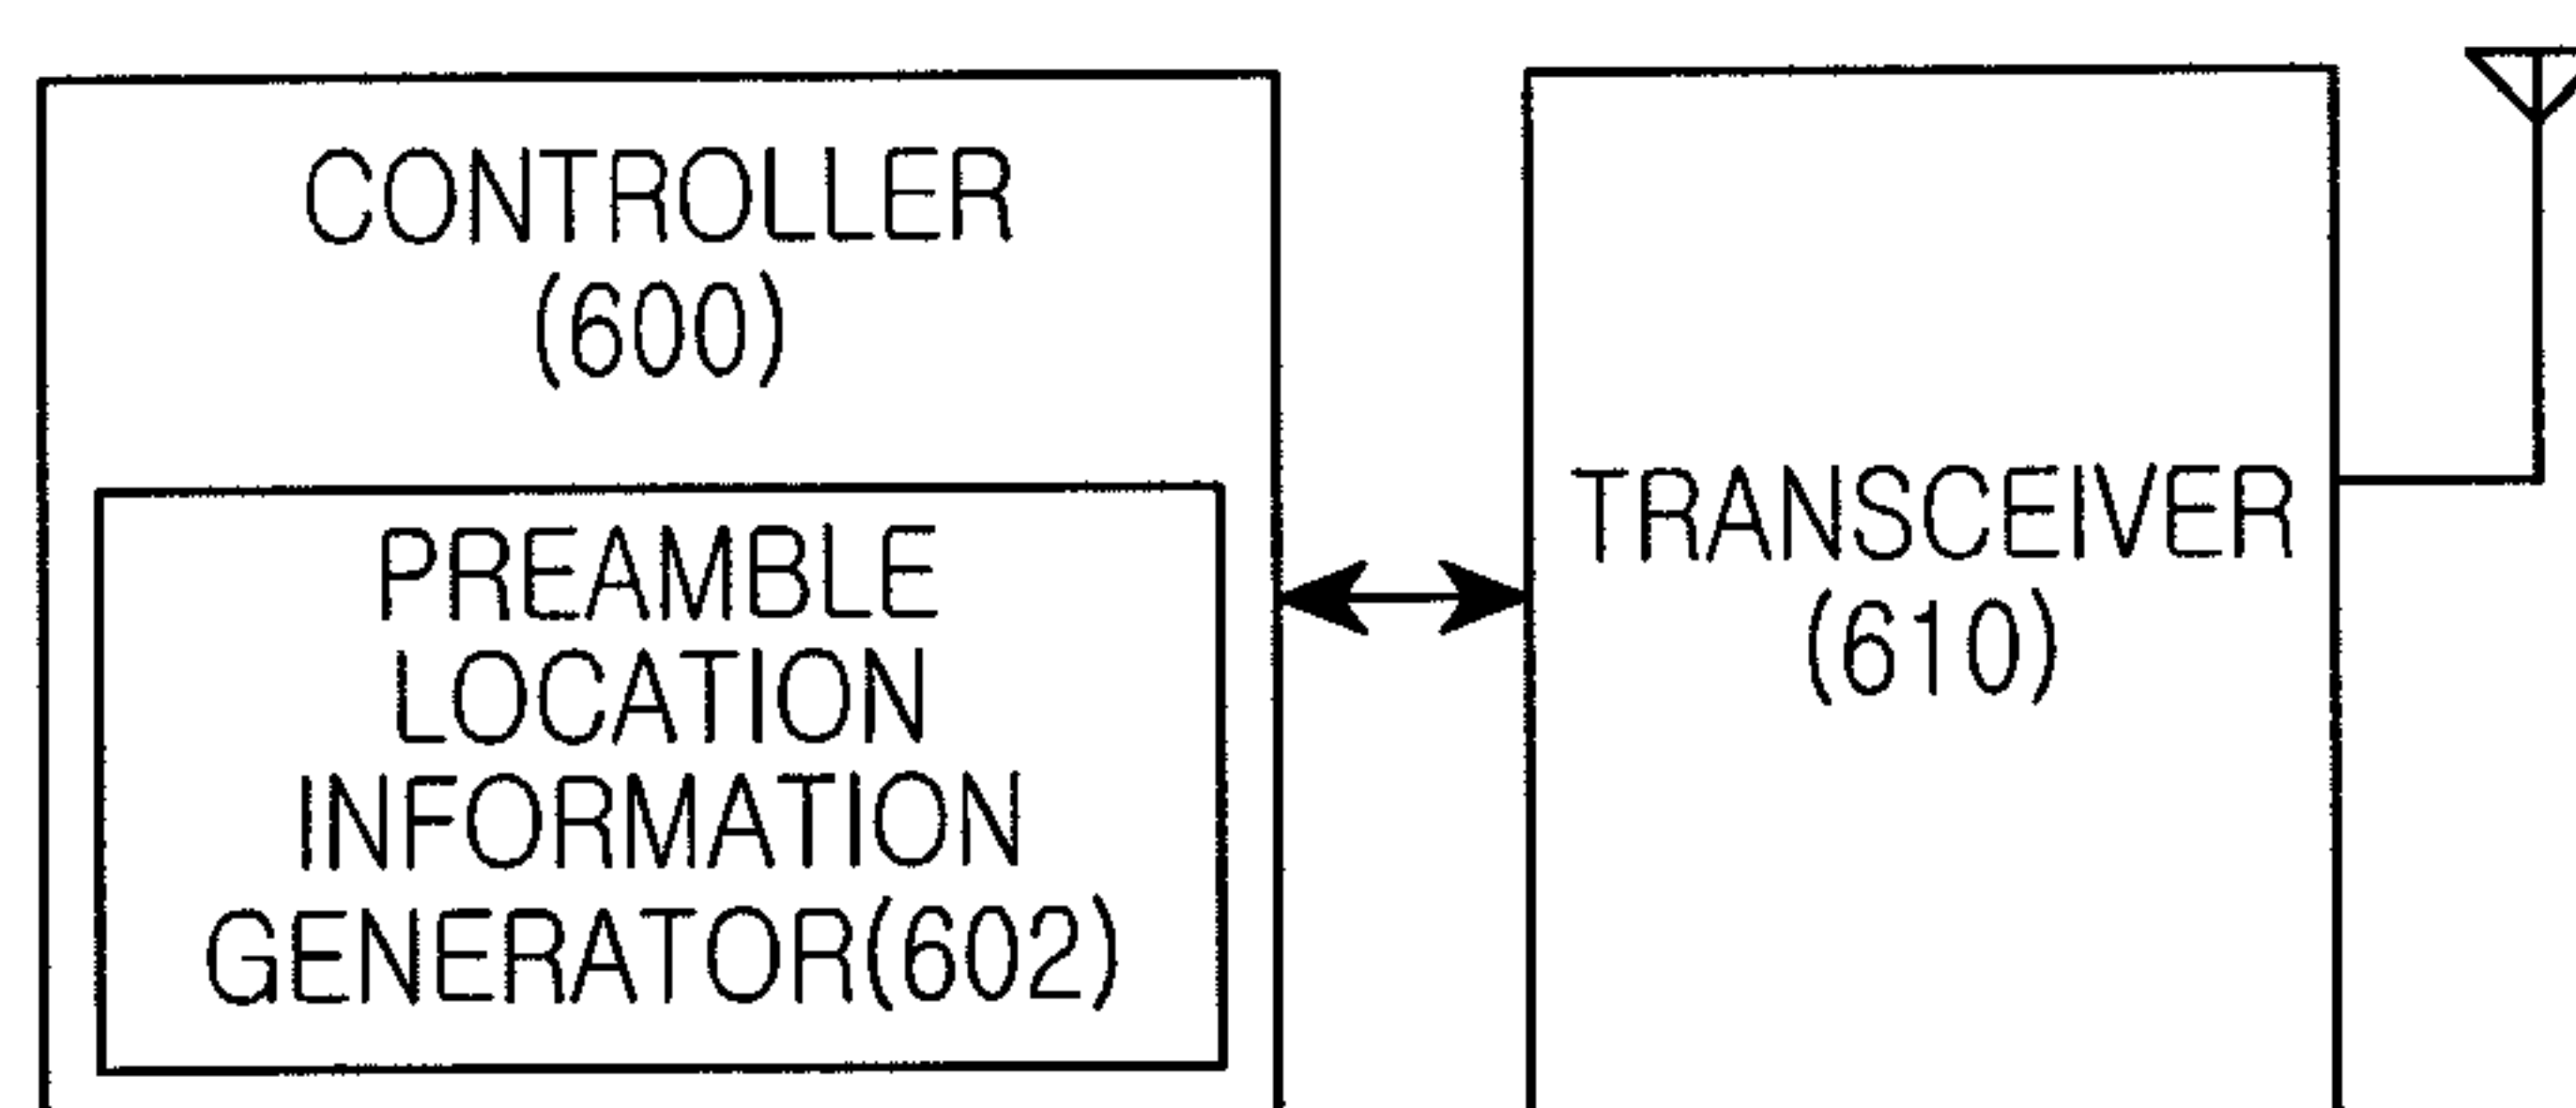 CONTROLLER
(600)
PREAMBLE
LOCATION
INFORMATION
GENERATOR(602)
TRANSCEIVER
(610)